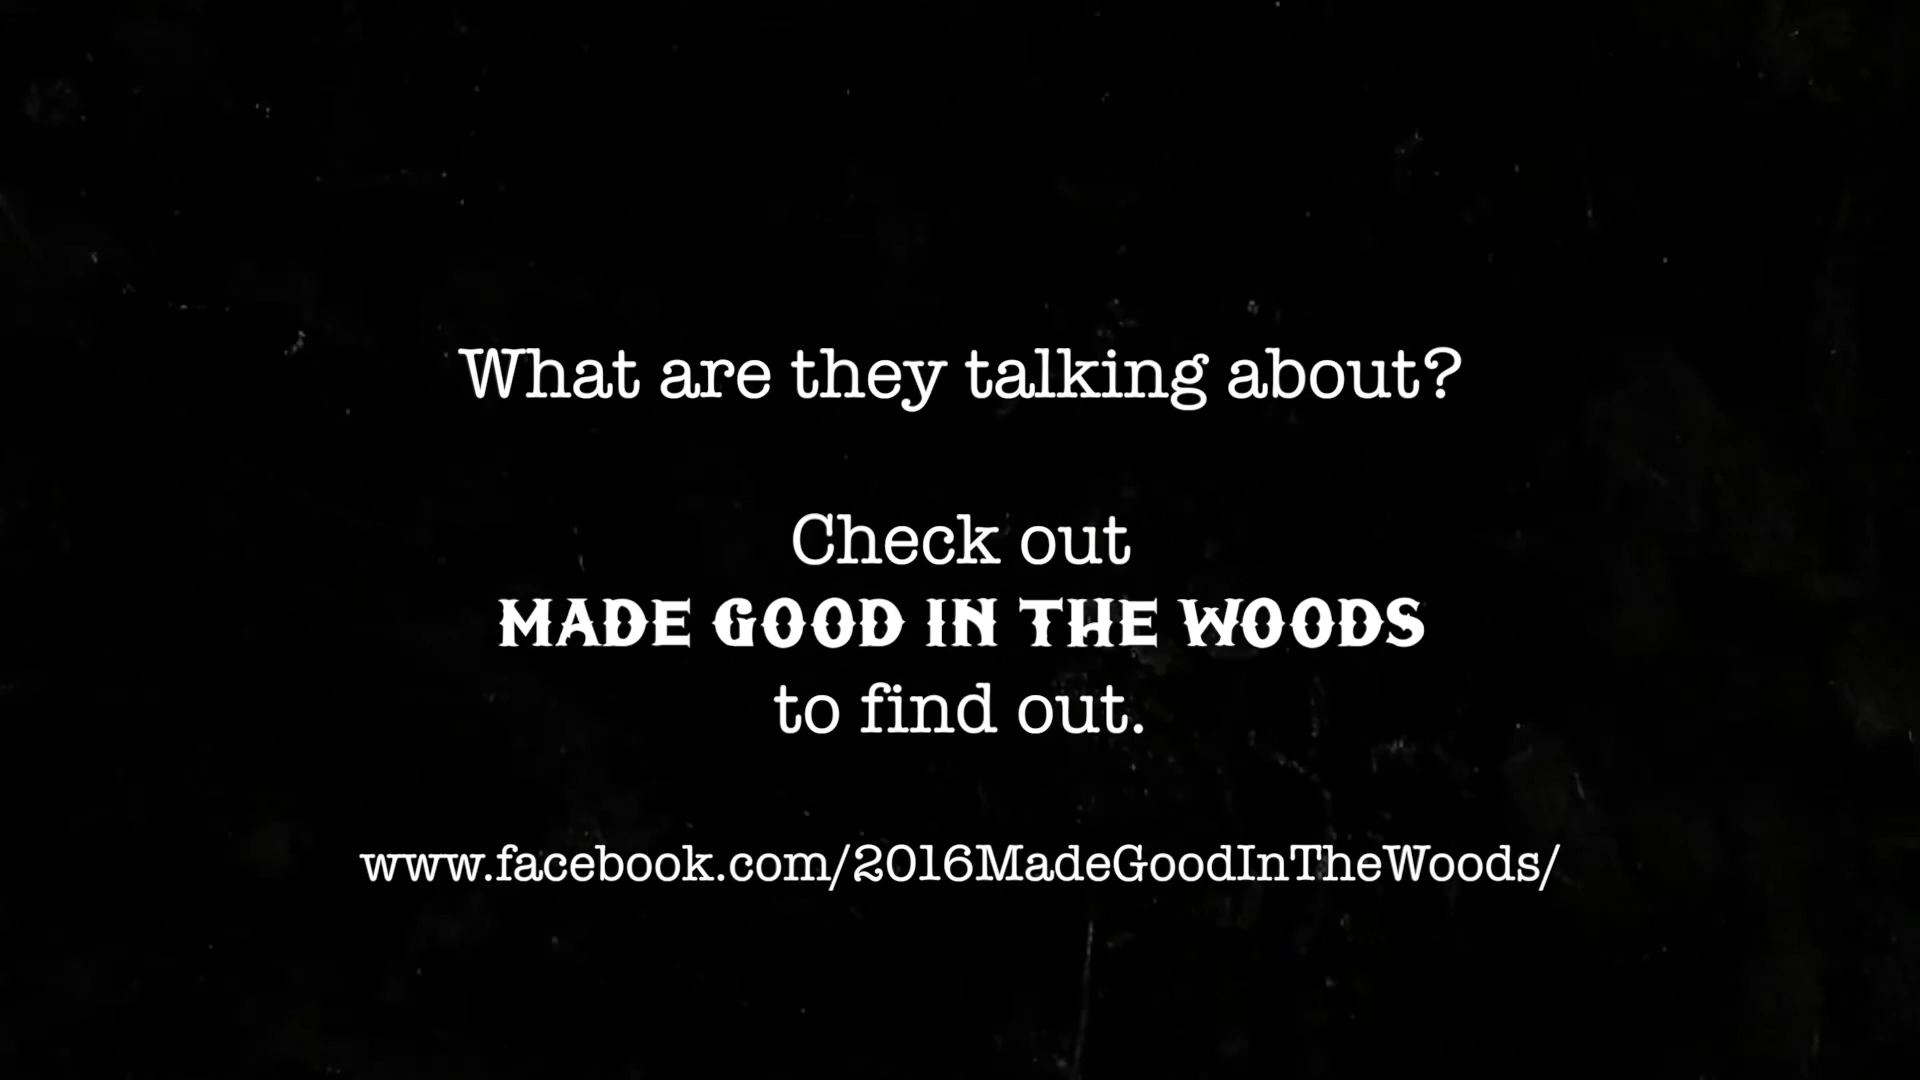 What are they talking about?
Check out
MADE GOOD IN THE WOODS
to find out.
www.facebook.com/2016MadeGoodInTheWoods/